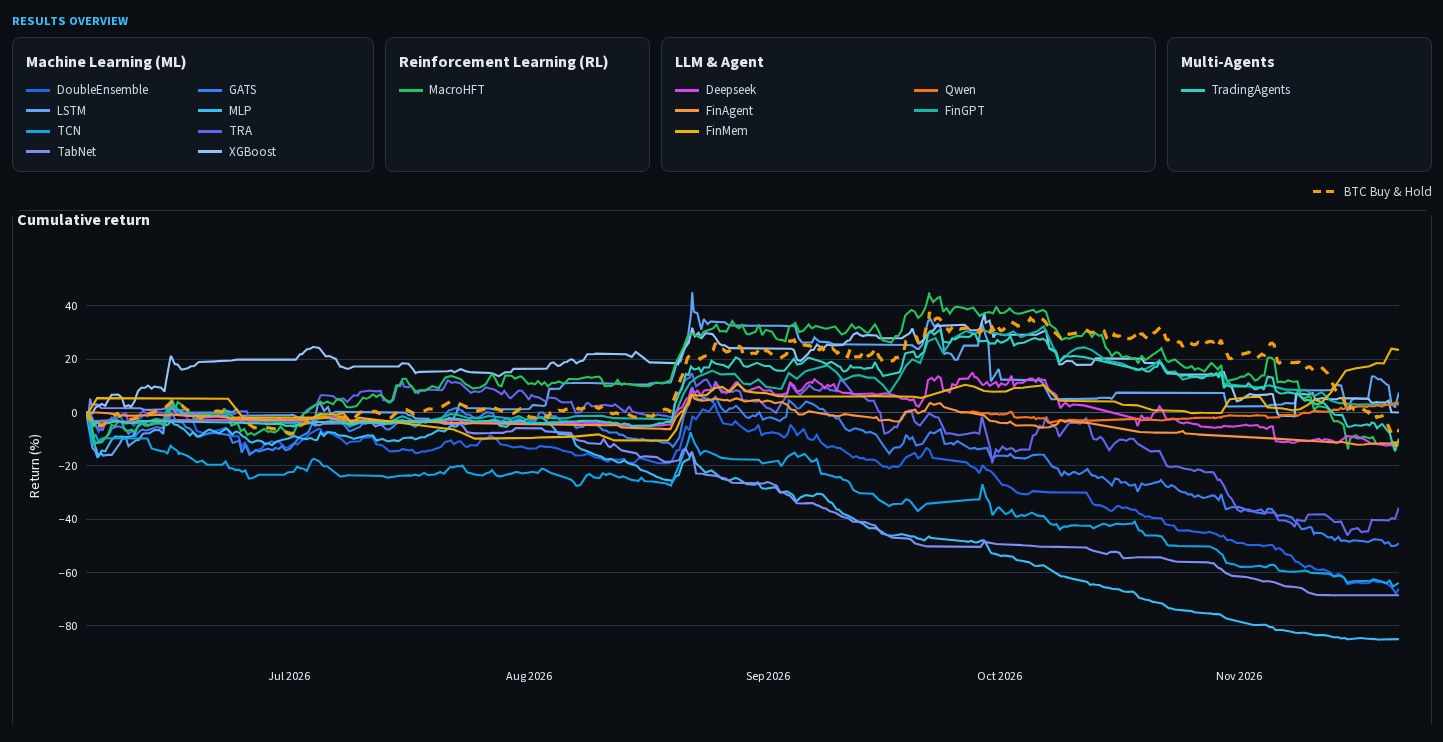 RESULTS OVERVIEW
Machine Learning (ML)
DoubleEnsemble
GATS
LSTM
MLP
TCN
TRA
TabNet
XGBoost
Reinforcement Learning (RL)
MacroHFT
LLM & Agent
Deepseek
Qwen
FinAgent
FinGPT
FinMem
Multi-Agents
TradingAgents
BTC Buy & Hold
Cumulative return
Return (%)
40
20
0
−20
−40
−60
−80
Jul 2026
Aug 2026
Sep 2026
Oct 2026
Nov 2026